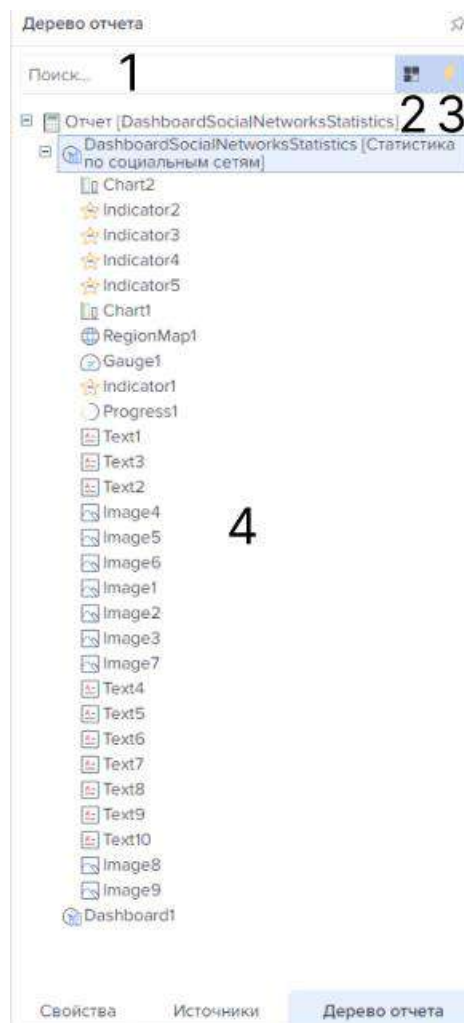 Дерево отчета
Поиск... 1
2 3
Отчет [DashboardSocialNetworksStatistics]
DashboardSocialNetworksStatistics [Статистика
по социальным сетям]
Chart2
Indicator2
Indicator3
Indicator4
Indicator5
Chart1
RegionMap1
Gauge1
Indicator1
Progress1
Text1
Text3
Text2
Image4
4
Image5
Image6
Image1
Image2
Image3
Image7
Text4
Text5
Text6
Text7
Text8
Text9
Text10
Image8
Image9
Dashboard1
Свойства Источники Дерево отчета